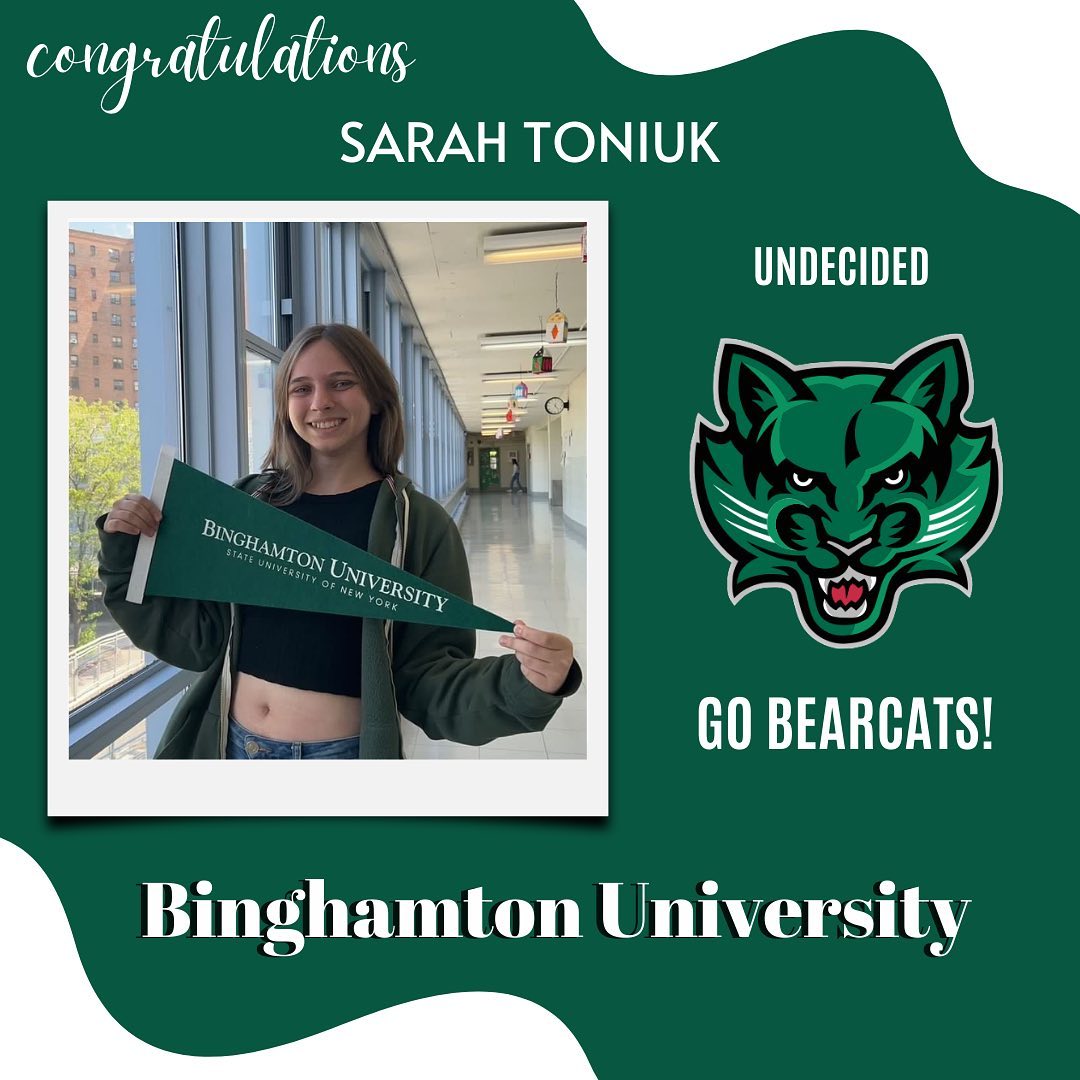 congratulations
SARAH TONIUK
UNDECIDED
BINGHAMTON UNIVERSITY
STATE UNIVERSITY OF NEW YORK
GO BEARCATS!
Binghamton University